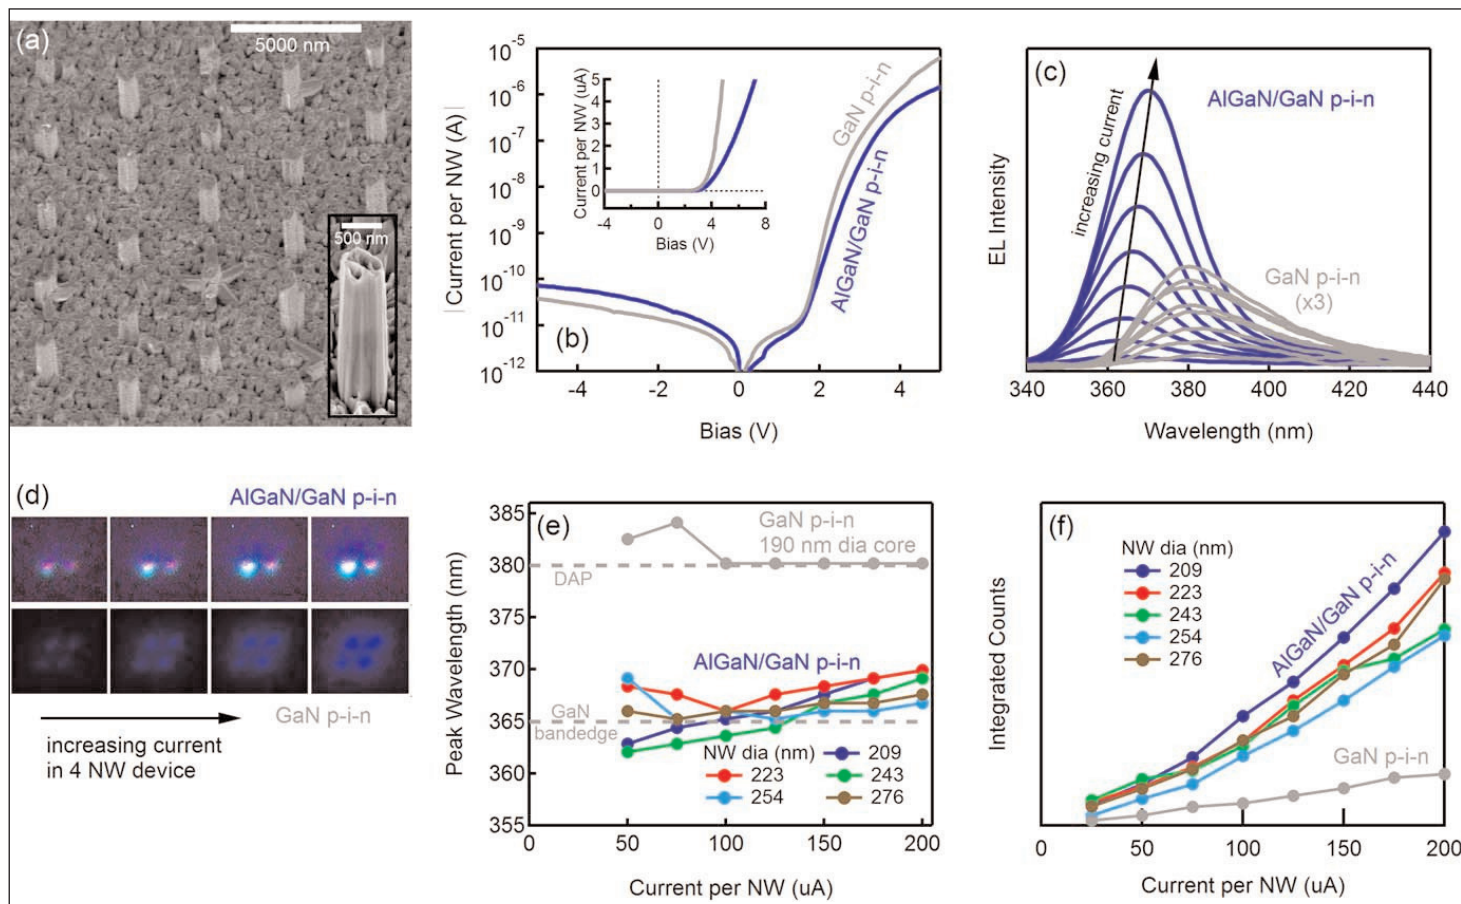 (a)
5000 nm
500 nm
10-5
10-6
10-7
10-8
10-9
10-10
10-11
10-12
|Current per NW (A)|
5
4
3
2
1
0
Current per NW (uA)
-4
0
4
8
Bias (V)
GaN p-i-n
AlGaN/GaN p-i-n
(b)
-4
-2
0
2
4
Bias (V)
(c)
AlGaN/GaN p-i-n
increasing current
GaN p-i-n
(x3)
EL Intensity
340
360
380
400
420
440
Wavelength (nm)
(d)
AlGaN/GaN p-i-n
GaN p-i-n
increasing current
in 4 NW device
(e)
385
380
375
370
365
360
355
Peak Wavelength (nm)
GaN p-i-n
190 nm dia core
DAP
AlGaN/GaN p-i-n
GaN
bandedge
NW dia (nm)
209
223
243
254
276
0
50
100
150
200
Current per NW (uA)
(f)
NW dia (nm)
209
223
243
254
276
AlGaN/GaN p-i-n
GaN p-i-n
Integrated Counts
0
50
100
150
200
Current per NW (uA)